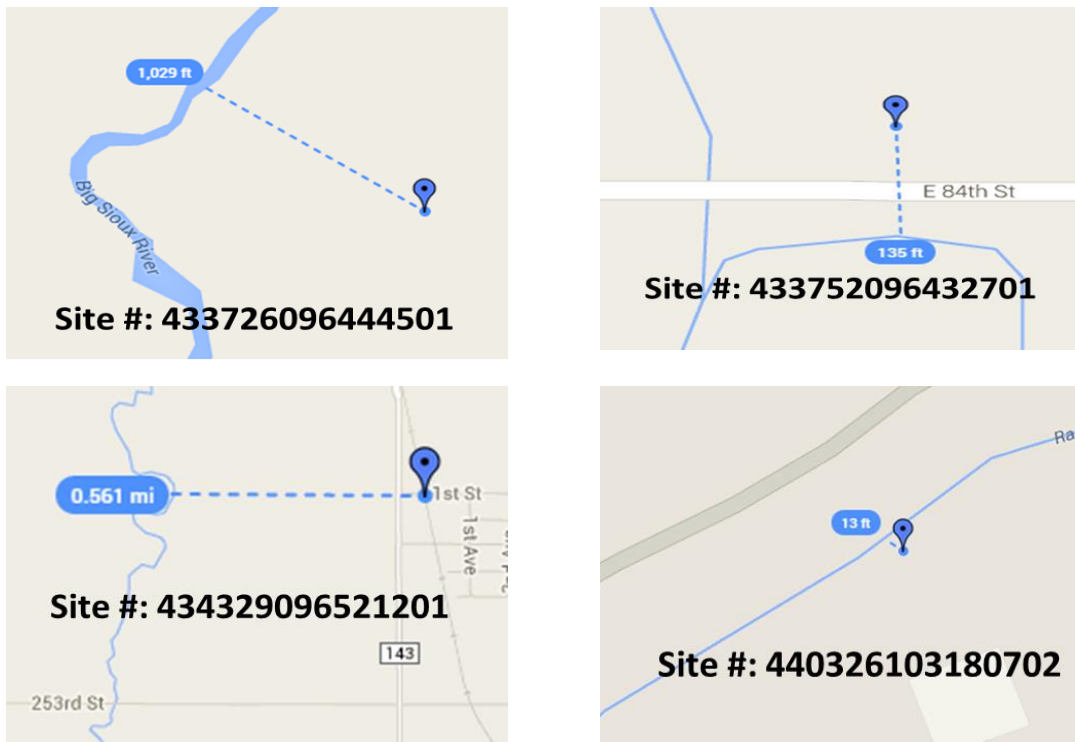 1,029 ft
Big Sioux River
Site #: 433726096444501
E 84th St
135 ft
Site #: 433752096432701
0.561 mi
1st St
1st Ave
Site #: 434329096521201
143
253rd St
Ra
13 ft
Site #: 440326103180702